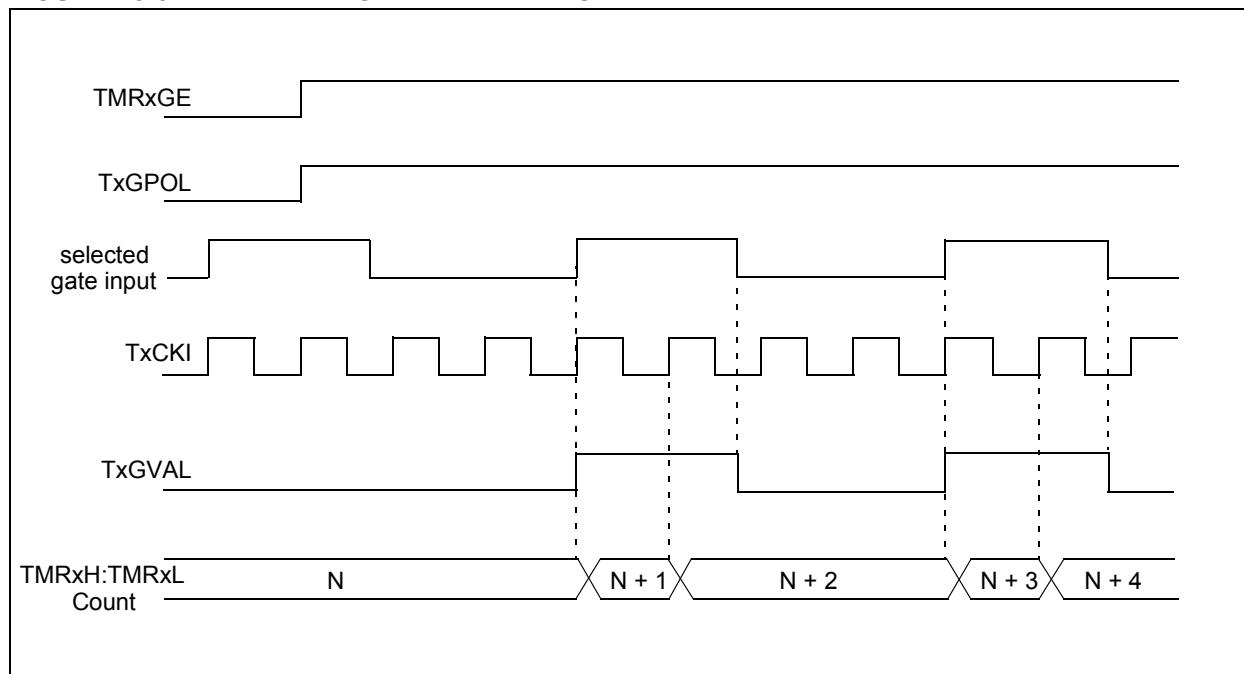 TMRxGE
TxGPOL
selected
gate input
TxCKI
TxGVAL
TMRxH:TMRxL
Count
N
N + 1
N + 2
N + 3
N + 4